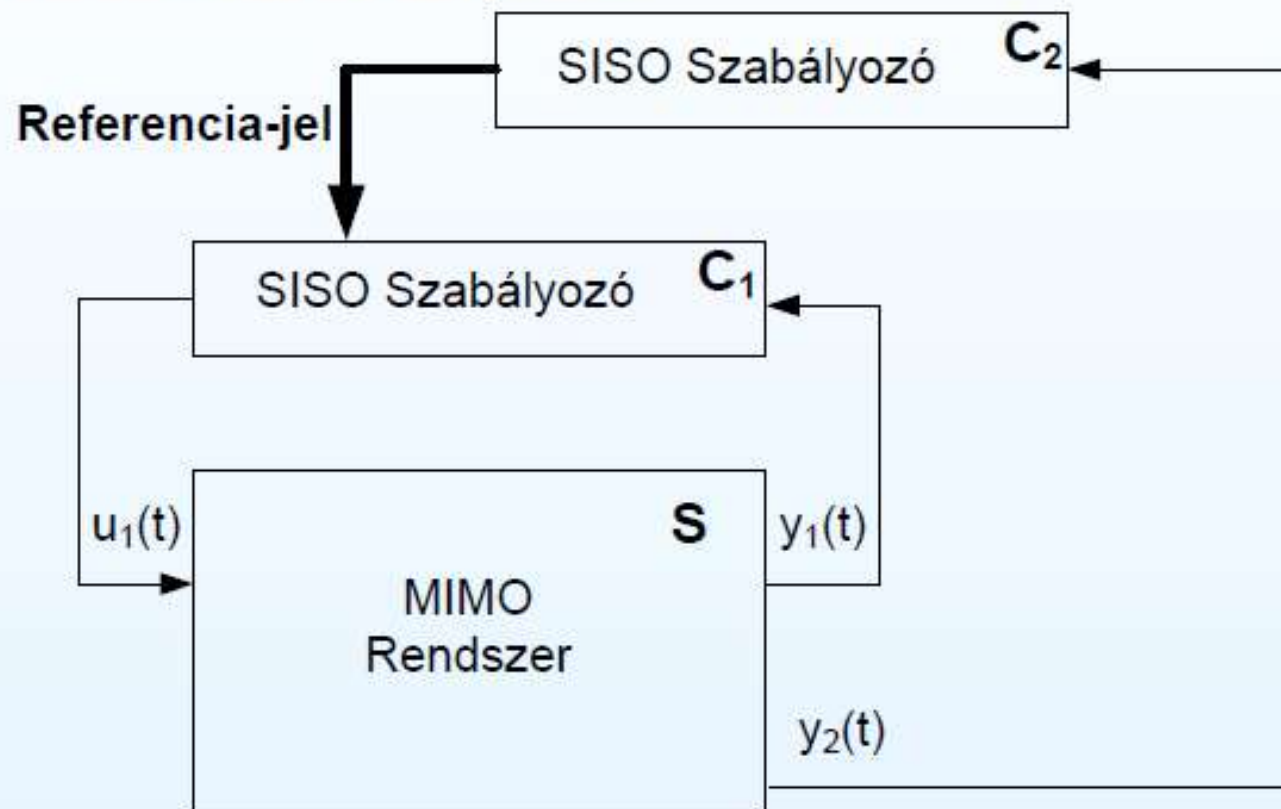 SISO Szabályozó C₂
Referencia-jel
SISO Szabályozó C₁
u₁(t)
S
y₁(t)
MIMO
Rendszer
y₂(t)